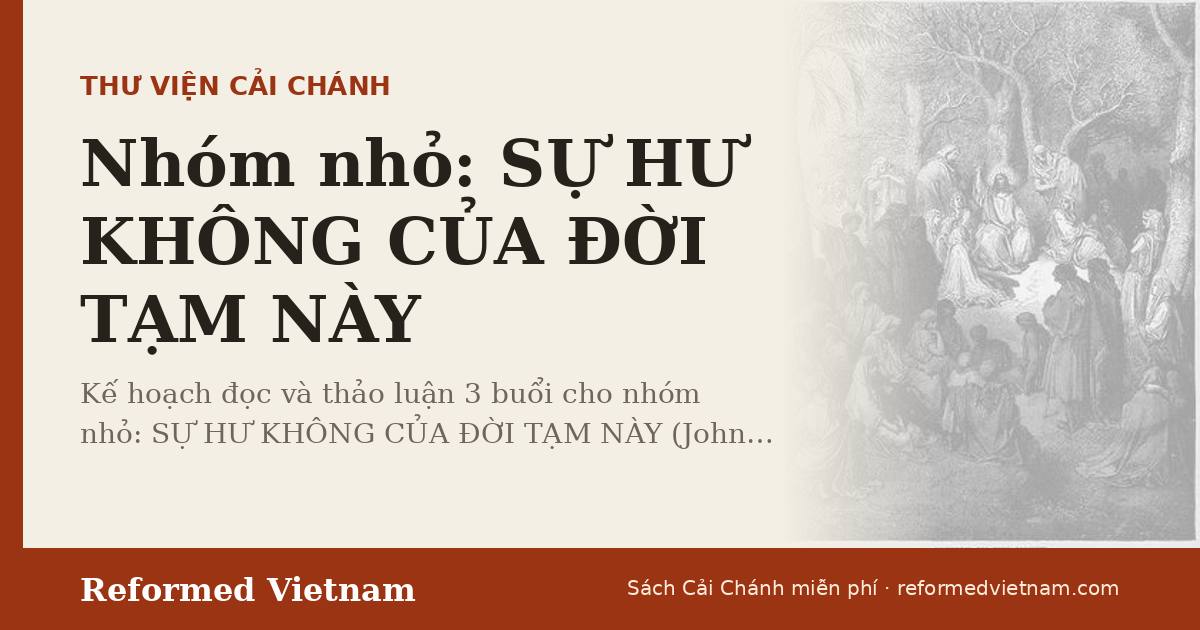 THƯ VIỆN CẢI CHÁNH
Nhóm nhỏ: SỰ HƯ
KHÔNG CỦA ĐỜI
TẠM NÀY
Kế hoạch đọc và thảo luận 3 buổi cho nhóm
nhỏ: SỰ HƯ KHÔNG CỦA ĐỜI TẠM NÀY (John...
Reformed Vietnam
Sách Cải Chánh miễn phí · reformedvietnam.com